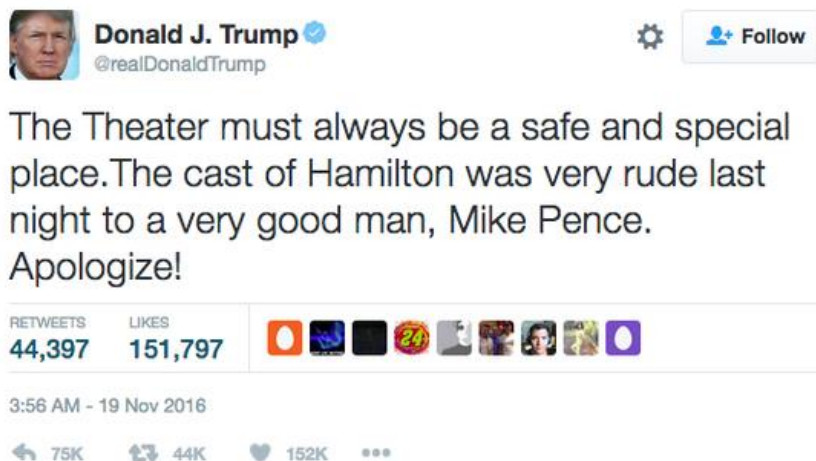 Donald J. Trump
@realDonaldTrump
Follow
The Theater must always be a safe and special
place.The cast of Hamilton was very rude last
night to a very good man, Mike Pence.
Apologize!
RETWEETS LIKES
44,397 151,797
24
3:56 AM - 19 Nov 2016
75K 44K 152K